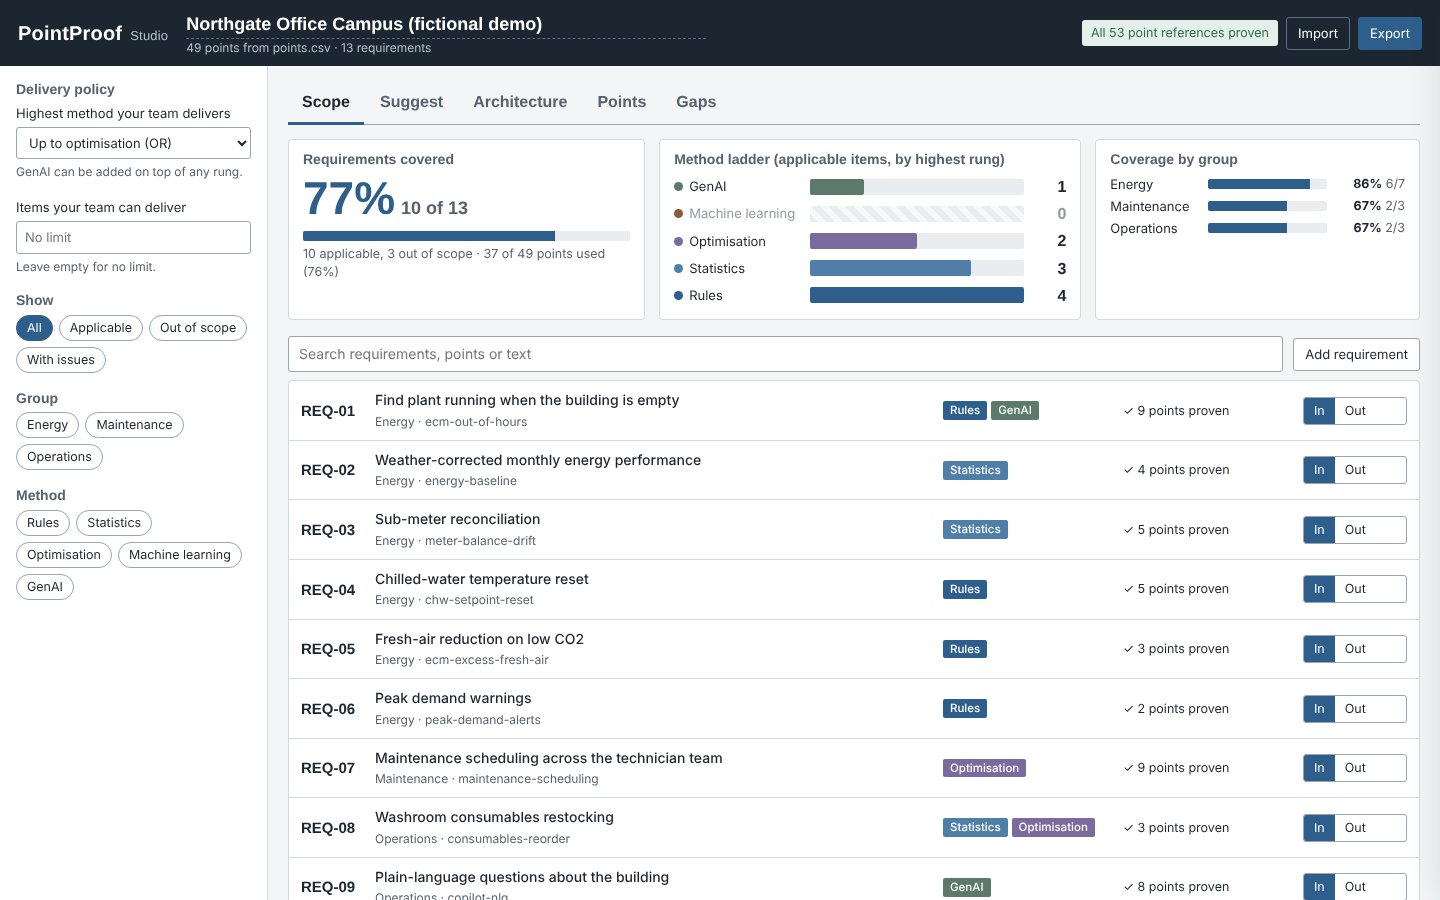 PointProof Studio
Northgate Office Campus (fictional demo)
49 points from points.csv · 13 requirements
All 53 point references proven
Import
Export
Delivery policy
Highest method your team delivers
Up to optimisation (OR)
GenAI can be added on top of any rung.
Items your team can deliver
No limit
Leave empty for no limit.
Show
All
Applicable
Out of scope
With issues
Group
Energy
Maintenance
Operations
Method
Rules
Statistics
Optimisation
Machine learning
GenAI
Scope
Suggest
Architecture
Points
Gaps
Requirements covered
77% 10 of 13
10 applicable, 3 out of scope · 37 of 49 points used
(76%)
Method ladder (applicable items, by highest rung)
GenAI 1
Machine learning 0
Optimisation 2
Statistics 3
Rules 4
Coverage by group
Energy 86% 6/7
Maintenance 67% 2/3
Operations 67% 2/3
Search requirements, points or text
Add requirement
REQ-01
Find plant running when the building is empty
Energy · ecm-out-of-hours
Rules GenAI
✓ 9 points proven
In Out
REQ-02
Weather-corrected monthly energy performance
Energy · energy-baseline
Statistics
✓ 4 points proven
In Out
REQ-03
Sub-meter reconciliation
Energy · meter-balance-drift
Statistics
✓ 5 points proven
In Out
REQ-04
Chilled-water temperature reset
Energy · chw-setpoint-reset
Rules
✓ 5 points proven
In Out
REQ-05
Fresh-air reduction on low CO2
Energy · ecm-excess-fresh-air
Rules
✓ 3 points proven
In Out
REQ-06
Peak demand warnings
Energy · peak-demand-alerts
Rules
✓ 2 points proven
In Out
REQ-07
Maintenance scheduling across the technician team
Maintenance · maintenance-scheduling
Optimisation
✓ 9 points proven
In Out
REQ-08
Washroom consumables restocking
Operations · consumables-reorder
Statistics Optimisation
✓ 3 points proven
In Out
REQ-09
Plain-language questions about the building
Operations · copilot-nlq
GenAI
✓ 8 points proven
In Out